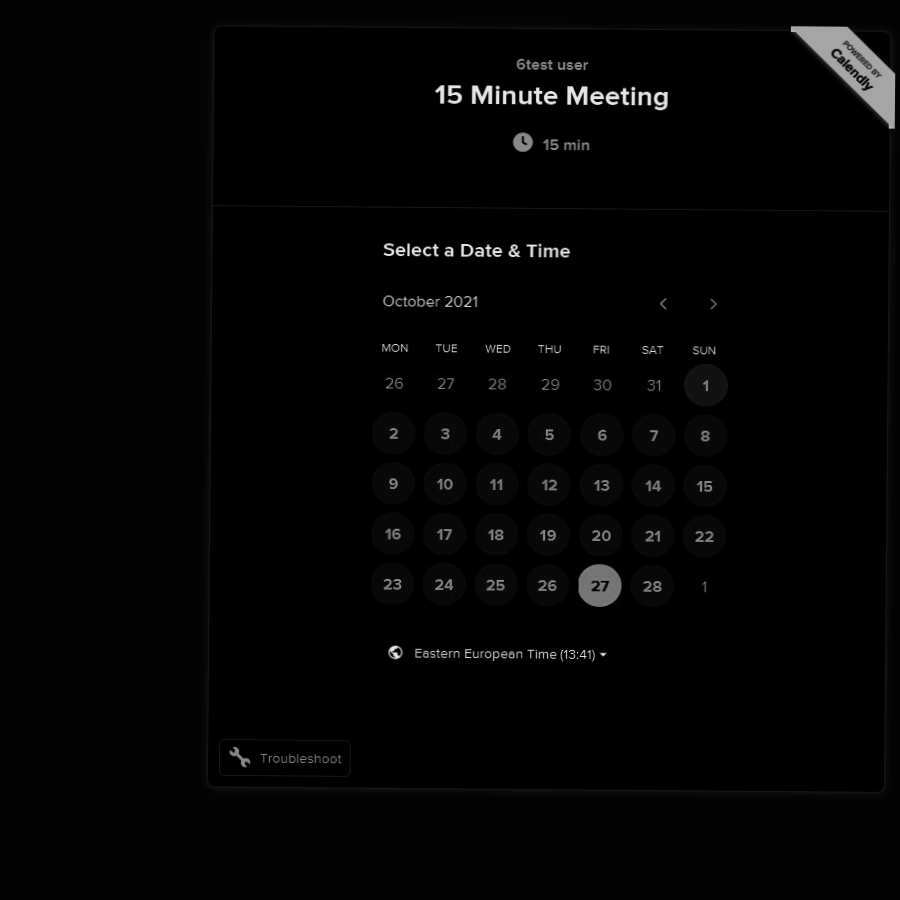 6test user
15 Minute Meeting
15 min
POWERED BY
Calendly
Select a Date & Time
October 2021
MON TUE WED THU FRI SAT SUN
26 27 28 29 30 31 1
2 3 4 5 6 7 8
9 10 11 12 13 14 15
16 17 18 19 20 21 22
23 24 25 26 27 28 1
Eastern European Time (13:41)
Troubleshoot